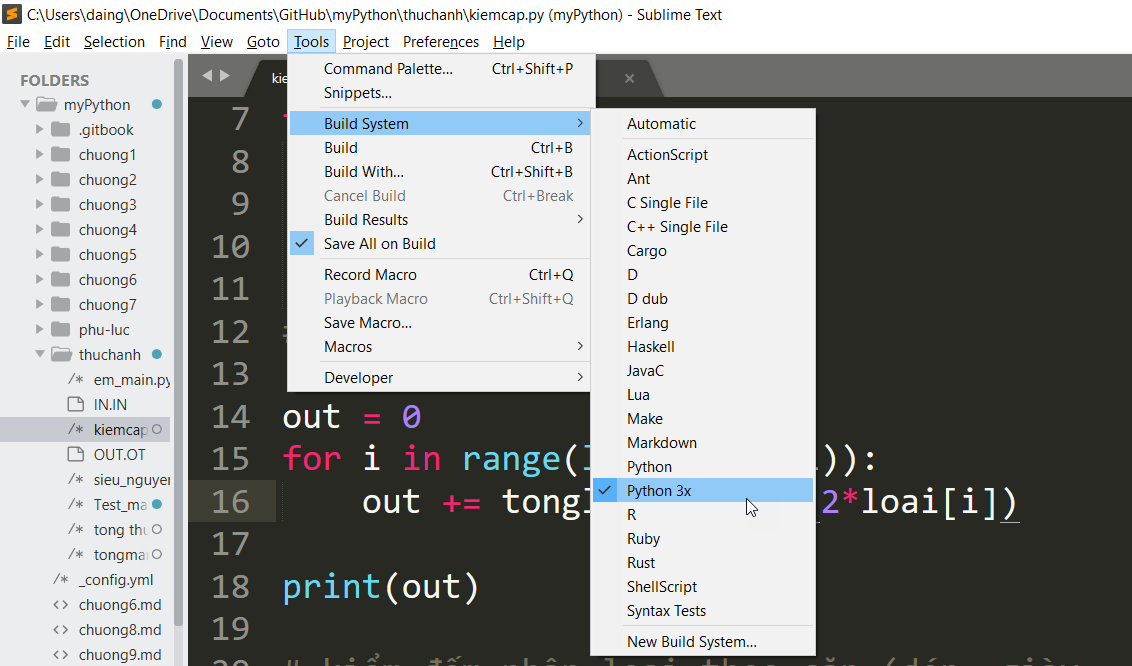 C:\Users\daing\OneDrive\Documents\GitHub\myPython\thuchanh\kiemcap.py (myPython) - Sublime Text
File Edit Selection Find View Goto Tools Project Preferences Help
FOLDERS
myPython
.gitbook
chuong1
chuong2
chuong3
chuong4
chuong5
chuong6
chuong7
phu-luc
thuchanh
/* em_main.py
IN.IN
/* kiemcap
OUT.OT
/* sieu_nguyer
/* Test_ma
/* tong thu
/* tongma
/* _config.yml
<> chuong6.md
<> chuong8.md
<> chuong9.md
Command Palette... Ctrl+Shift+P
Snippets...
Build System
Build Ctrl+B
Build With... Ctrl+Shift+B
Cancel Build Ctrl+Break
Build Results
Save All on Build
Record Macro Ctrl+Q
Playback Macro Ctrl+Shift+Q
Save Macro...
Macros
Developer
Automatic
ActionScript
Ant
C Single File
C++ Single File
Cargo
D
D dub
Erlang
Haskell
JavaC
Lua
Make
Markdown
Python
Python 3x
R
Ruby
Rust
ShellScript
Syntax Tests
New Build System...
kie
7
8
9
10
11
12 #
13
14 out = 0
15 for i in range( )):
16 out += tong 2*loai[i])
17
18 print(out)
19
20